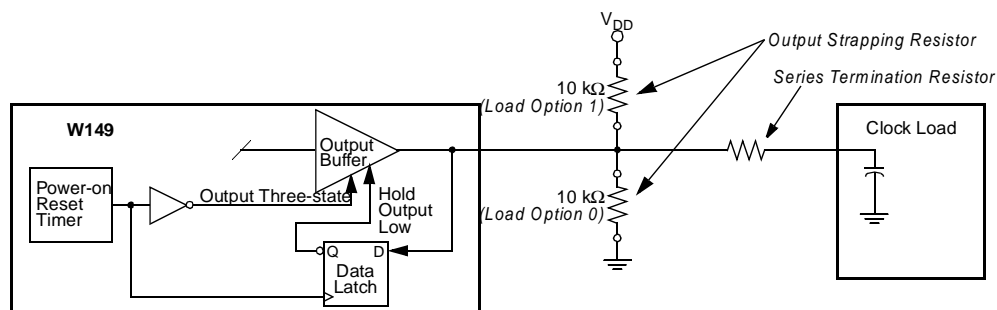 V_DD
Output Strapping Resistor
Series Termination Resistor
10 kΩ
(Load Option 1)
W149
Clock Load
Output
Buffer
Power-on
Reset
Timer
Output Three-state
Hold
Output
Low
10 kΩ
(Load Option 0)
Q
D
Data
Latch